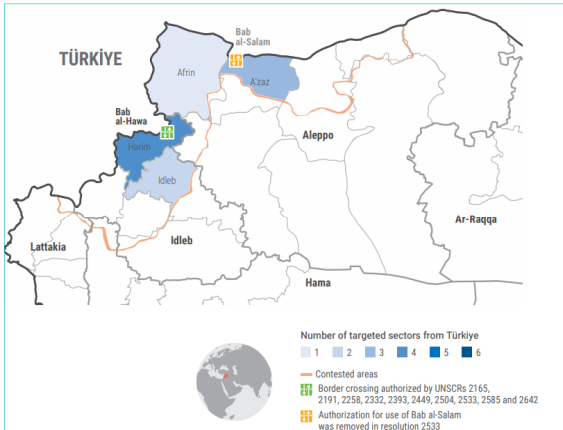 TÜRKİYE
Bab
al-Salam
Afrin
A'zaz
Bab
al-Hawa
Aleppo
Harim
Idleb
Ar-Raqqa
Lattakia
Idleb
Hama
Number of targeted sectors from Türkiye
1 2 3 4 5 6
Contested areas
Border crossing authorized by UNSCRs 2165,
2191, 2258, 2332, 2393, 2449, 2504, 2533, 2585 and 2642
Authorization for use of Bab al-Salam
was removed in resolution 2533